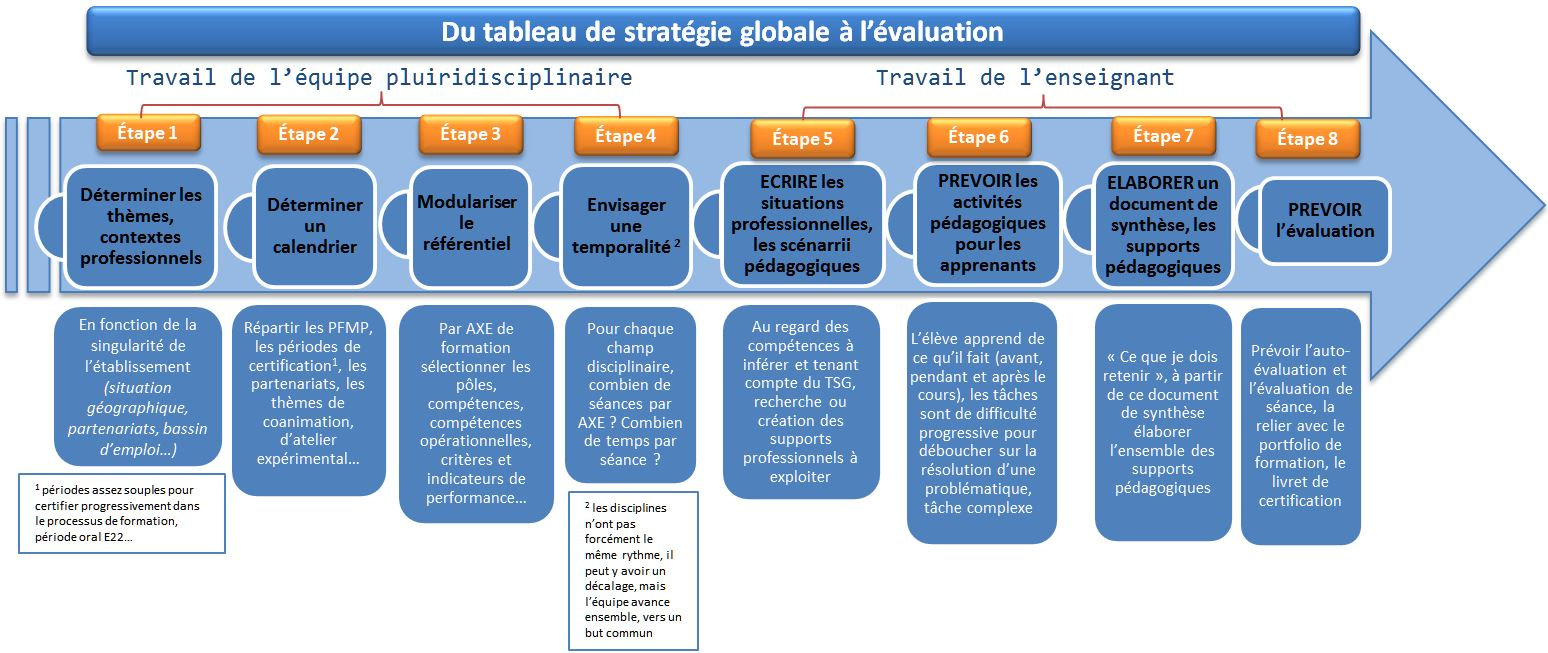 Du tableau de stratégie globale à l’évaluation
Travail de l’équipe pluiridisciplinaire
Travail de l’enseignant
Étape 1
Déterminer les
thèmes,
contextes
professionnels
En fonction de la
singularité de
l’établissement
(situation
géographique,
partenariats, bassin
d’emploi…)
¹ périodes assez souples pour
certifier progressivement dans
le processus de formation,
période oral E22…
Étape 2
Déterminer
un
calendrier
Répartir les PFMP,
les périodes de
certification¹, les
partenariats, les
thèmes de
coanimation,
d’atelier
expérimental…
Étape 3
Modulariser
le
référentiel
Par AXE de
formation
sélectionner les
pôles,
compétences,
compétences
opérationnelles,
critères et
indicateurs de
performance…
Étape 4
Envisager
une
temporalité ²
Pour chaque
champ
disciplinaire,
combien de
séances par
AXE ? Combien
de temps par
séance ?
² les disciplines
n’ont pas
forcément le
même rythme, il
peut y avoir un
décalage, mais
l’équipe avance
ensemble, vers un
but commun
Étape 5
ECRIRE les
situations
professionnelles,
les scénarrii
pédagogiques
Au regard des
compétences à
inférer et tenant
compte du TSG,
recherche ou
création des
supports
professionnels à
exploiter
Étape 6
PREVOIR les
activités
pédagogiques
pour les
apprenants
L’élève apprend de
ce qu’il fait (avant,
pendant et après le
cours), les tâches
sont de difficulté
progressive pour
déboucher sur la
résolution d’une
problématique,
tâche complexe
Étape 7
ELABORER un
document de
synthèse, les
supports
pédagogiques
« Ce que je dois
retenir », à partir
de ce document
de synthèse
élaborer
l’ensemble des
supports
pédagogiques
Étape 8
PREVOIR
l’évaluation
Prévoir l’auto-
évaluation et
l’évaluation de
séance, la
relier avec le
portfolio de
formation, le
livret de
certification